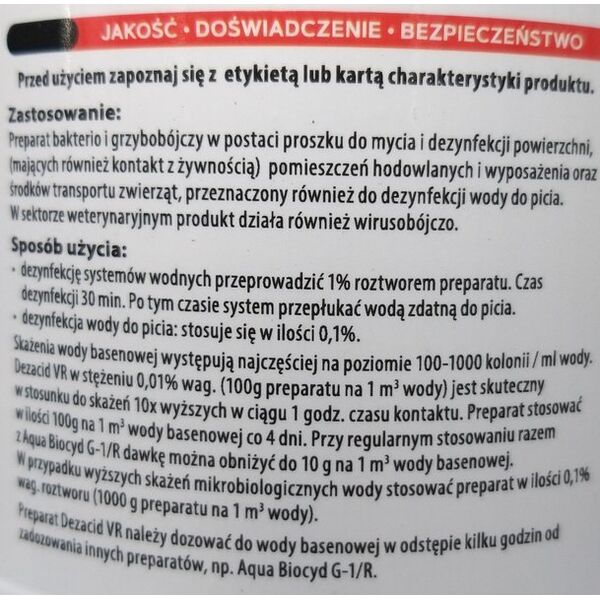 JAKOŚĆ • DOŚWIADCZENIE • BEZPIECZEŃSTWO
Przed użyciem zapoznaj się z etykietą lub kartą charakterystyki produktu.
Zastosowanie:
Preparat bakterio i grzybobójczy w postaci proszku do mycia i dezynfekcji powierzchni,
(mających również kontakt z żywnością) pomieszczeń hodowlanych i wyposażenia oraz
środków transportu zwierząt, przeznaczony również do dezynfekcji wody do picia.
W sektorze weterynaryjnym produkt działa również wirusobójczo.
Sposób użycia:
• dezynfekcję systemów wodnych przeprowadzić 1% roztworem preparatu. Czas
dezynfekcji 30 min. Po tym czasie system przepłukać wodą zdatną do picia.
• dezynfekcja wody do picia: stosuje się w ilości 0,1%.
Skażenia wody basenowej występują najczęściej na poziomie 100-1000 kolonii / ml wody.
Dezacid VR w stężeniu 0,01% wag. (100g preparatu na 1 m³ wody) jest skuteczny
w stosunku do skażeń 10x wyższych w ciągu 1 godz. czasu kontaktu. Preparat stosować
w ilości 100g na 1 m³ wody basenowej co 4 dni. Przy regularnym stosowaniu razem
z Aqua Biocyd G-1/R dawkę można obniżyć do 10 g na 1 m³ wody basenowej.
W przypadku wyższych skażeń mikrobiologicznych wody stosować preparat w ilości 0,1%
wag. roztworu (1000 g preparatu na 1 m³ wody).
Preparat Dezacid VR należy dozować do wody basenowej w odstępie kilku godzin od
zadozowania innych preparatów, np. Aqua Biocyd G-1/R.